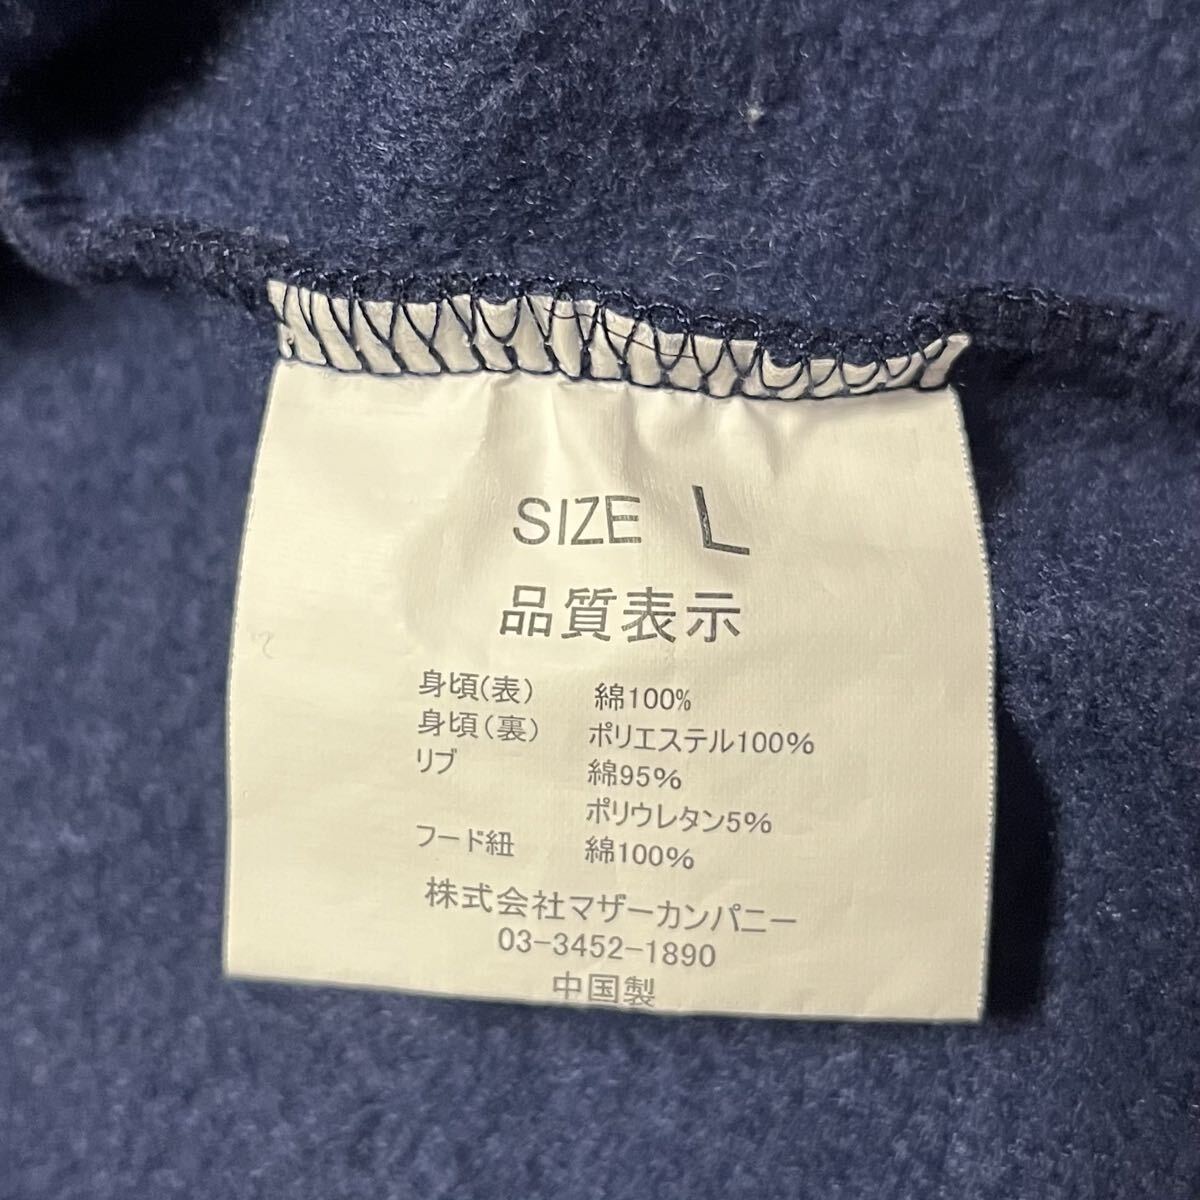 SIZE L
品質表示
身頃(表) 綿100%
身頃(裏) ポリエステル100%
リブ 綿95%
ポリウレタン5%
フード紐 綿100%
株式会社マザーカンパニー
03-3452-1890
中国製